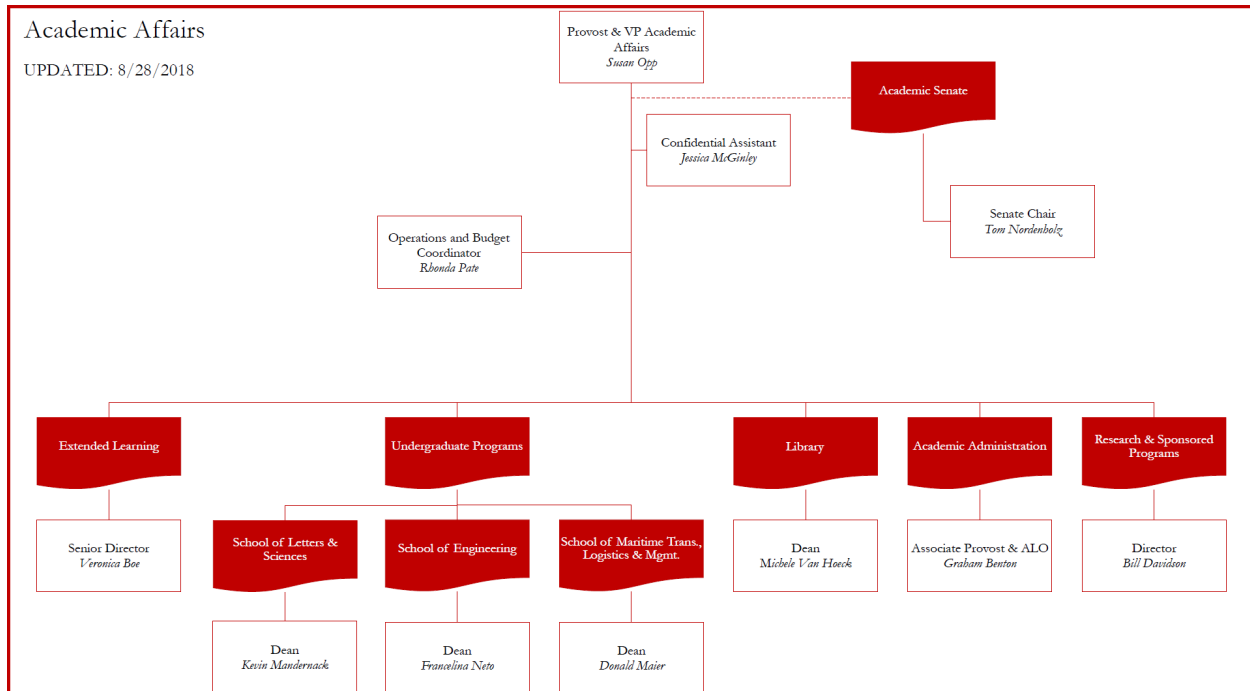 Academic Affairs
UPDATED: 8/28/2018
Provost & VP Academic
Affairs
Susan Opp
Academic Senate
Confidential Assistant
Jessica McGinley
Senate Chair
Tom Nordenholz
Operations and Budget
Coordinator
Rhonda Pate
Extended Learning
Undergraduate Programs
Library
Academic Administration
Research & Sponsored
Programs
Senior Director
Veronica Boe
School of Letters &
Sciences
School of Engineering
School of Maritime Trans.,
Logistics & Mgmt.
Dean
Michele Van Hoeck
Associate Provost & ALO
Graham Benton
Director
Bill Davidson
Dean
Kevin Mandernack
Dean
Francelina Neto
Dean
Donald Maier